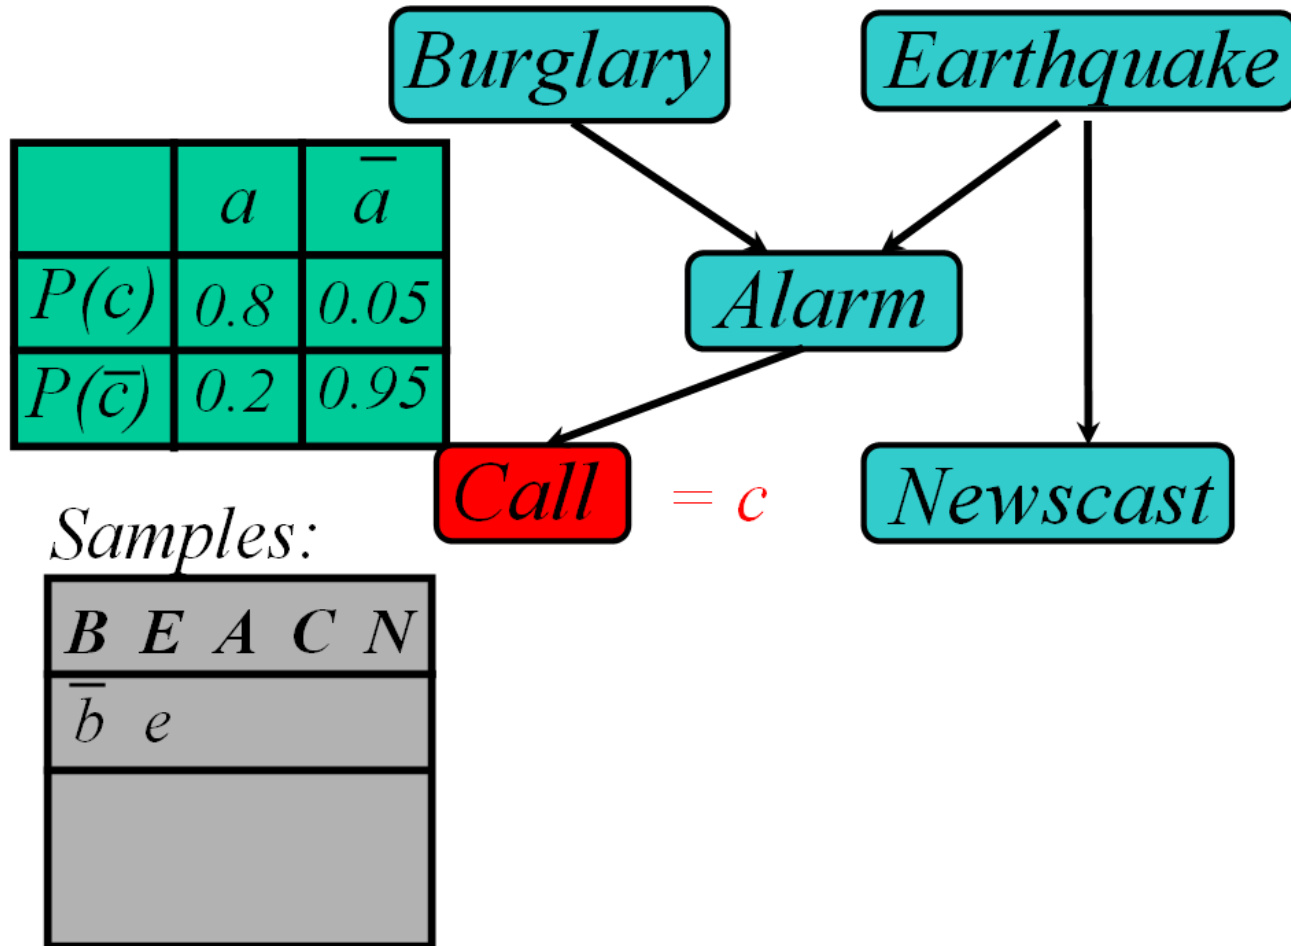 Burglary Earthquake
a a̅
Alarm
P(c) 0.8 0.05
P(c̅) 0.2 0.95
Call = c Newscast
Samples:
B E A C N
b̅ e